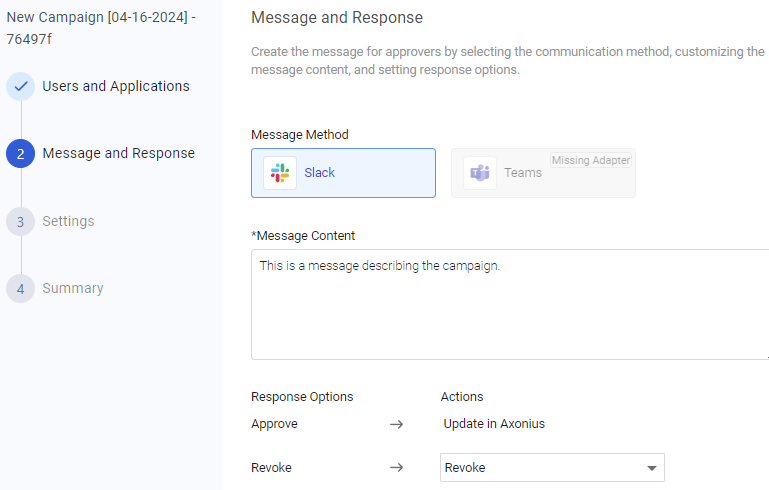 New Campaign [04-16-2024] -
76497f
Users and Applications
2 Message and Response
3 Settings
4 Summary
Message and Response
Create the message for approvers by selecting the communication method, customizing the
message content, and setting response options.
Message Method
Slack
Teams
Missing Adapter
*Message Content
This is a message describing the campaign.
Response Options Actions
Approve → Update in Axonius
Revoke → Revoke